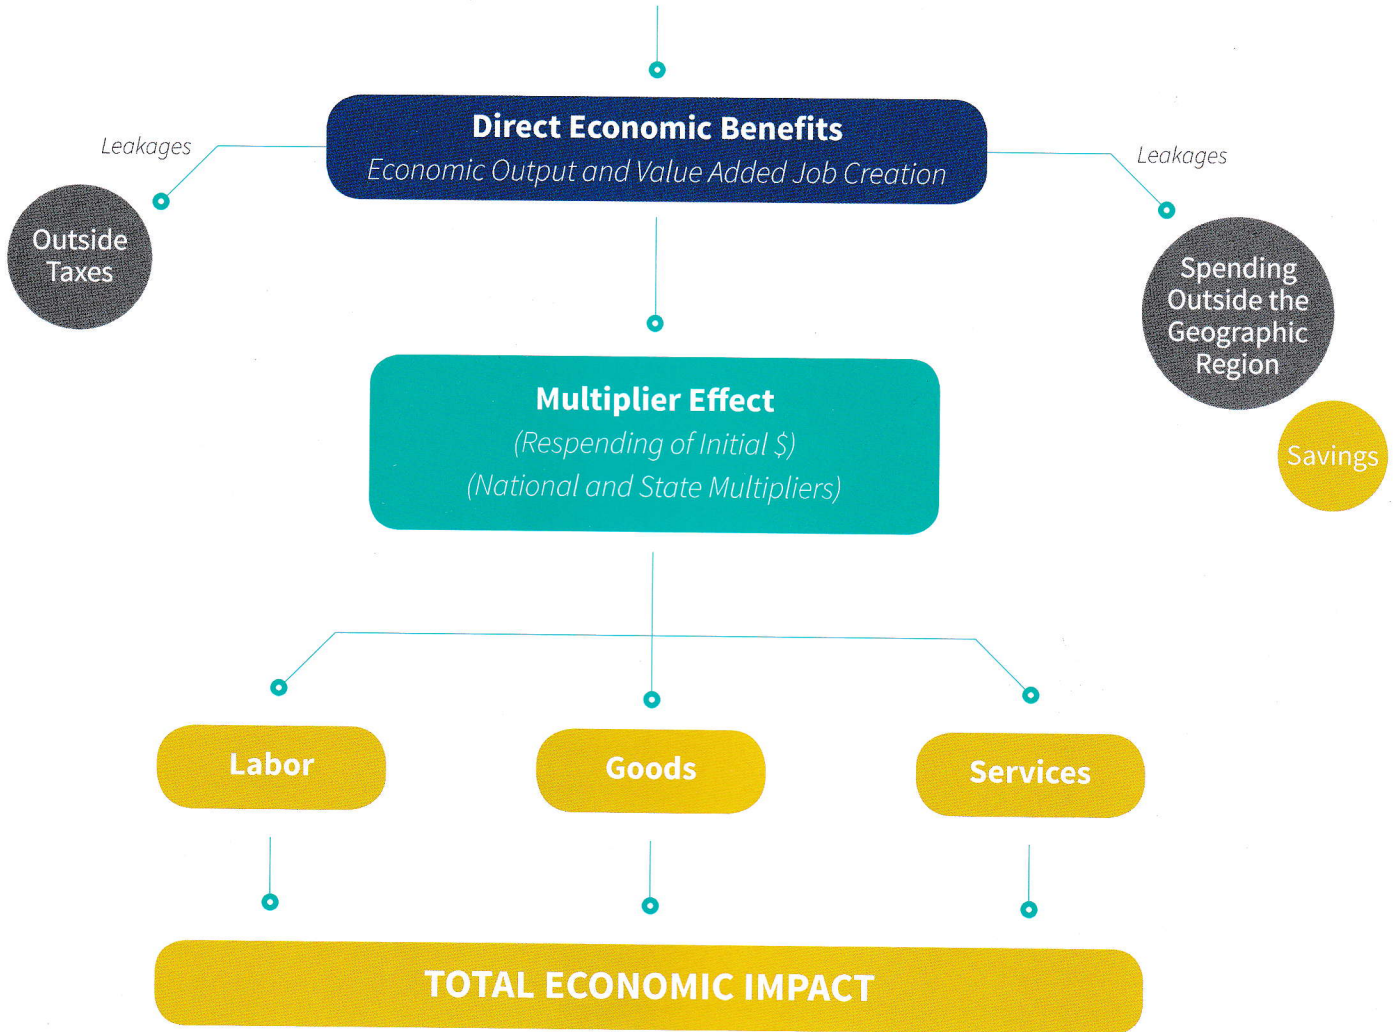 Direct Economic Benefits
Economic Output and Value Added Job Creation
Leakages
Leakages
Outside
Taxes
Spending
Outside the
Geographic
Region
Savings
Multiplier Effect
(Respending of Initial $)
(National and State Multipliers)
Labor
Goods
Services
TOTAL ECONOMIC IMPACT